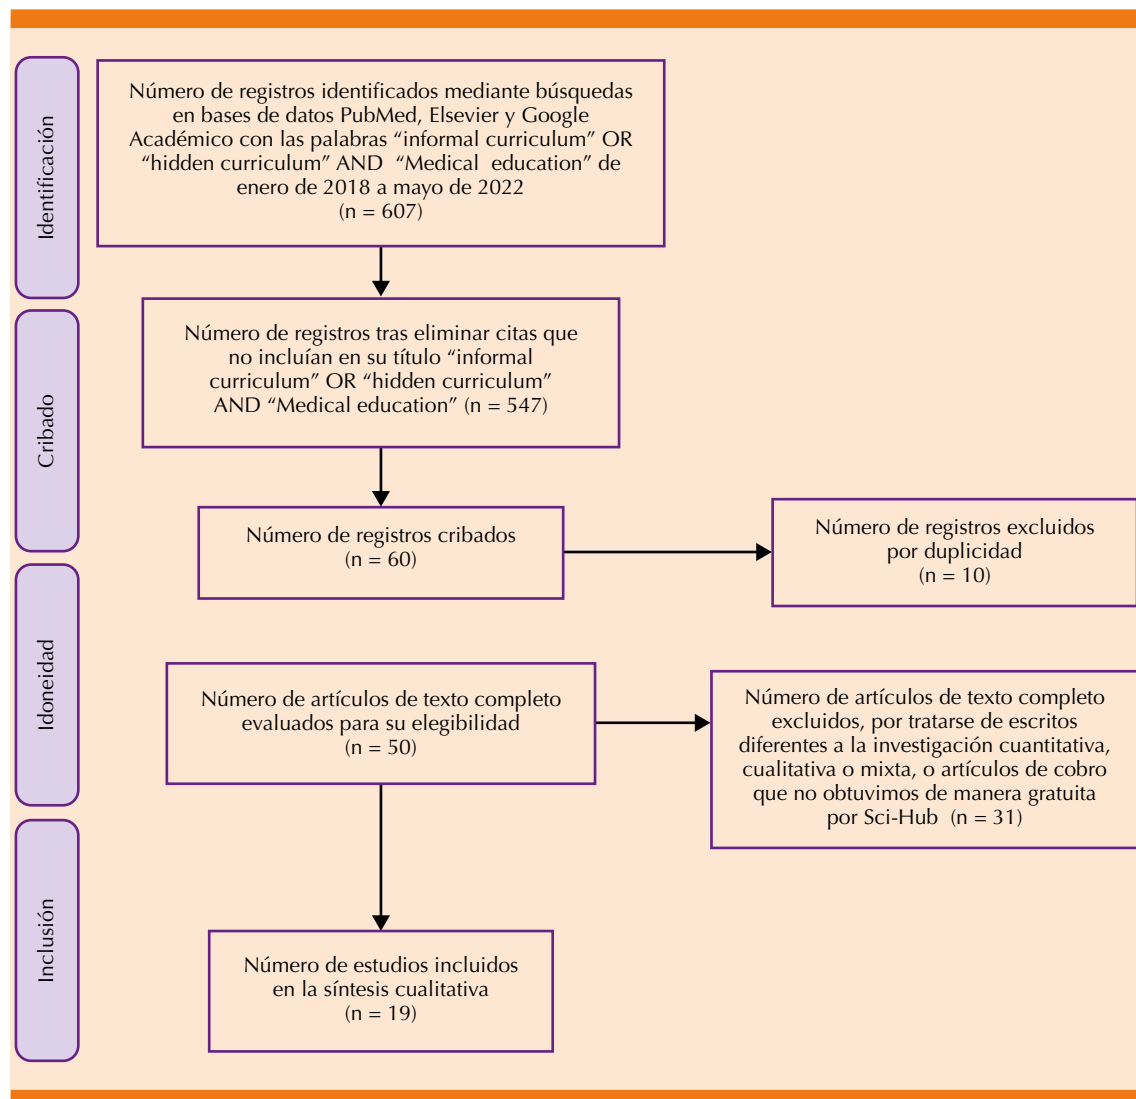 Identificación
Número de registros identificados mediante búsquedas
en bases de datos PubMed, Elsevier y Google
Académico con las palabras “informal curriculum” OR
“hidden curriculum” AND “Medical education” de
enero de 2018 a mayo de 2022
(n = 607)
Cribado
Número de registros tras eliminar citas que
no incluían en su título “informal
curriculum” OR “hidden curriculum”
AND “Medical education” (n = 547)
Número de registros cribados
(n = 60)
Número de registros excluidos
por duplicidad
(n = 10)
Idoneidad
Número de artículos de texto completo
evaluados para su elegibilidad
(n = 50)
Número de artículos de texto completo
excluidos, por tratarse de escritos
diferentes a la investigación cuantitativa,
cualitativa o mixta, o artículos de cobro
que no obtuvimos de manera gratuita
por Sci-Hub (n = 31)
Inclusión
Número de estudios incluidos
en la síntesis cualitativa
(n = 19)